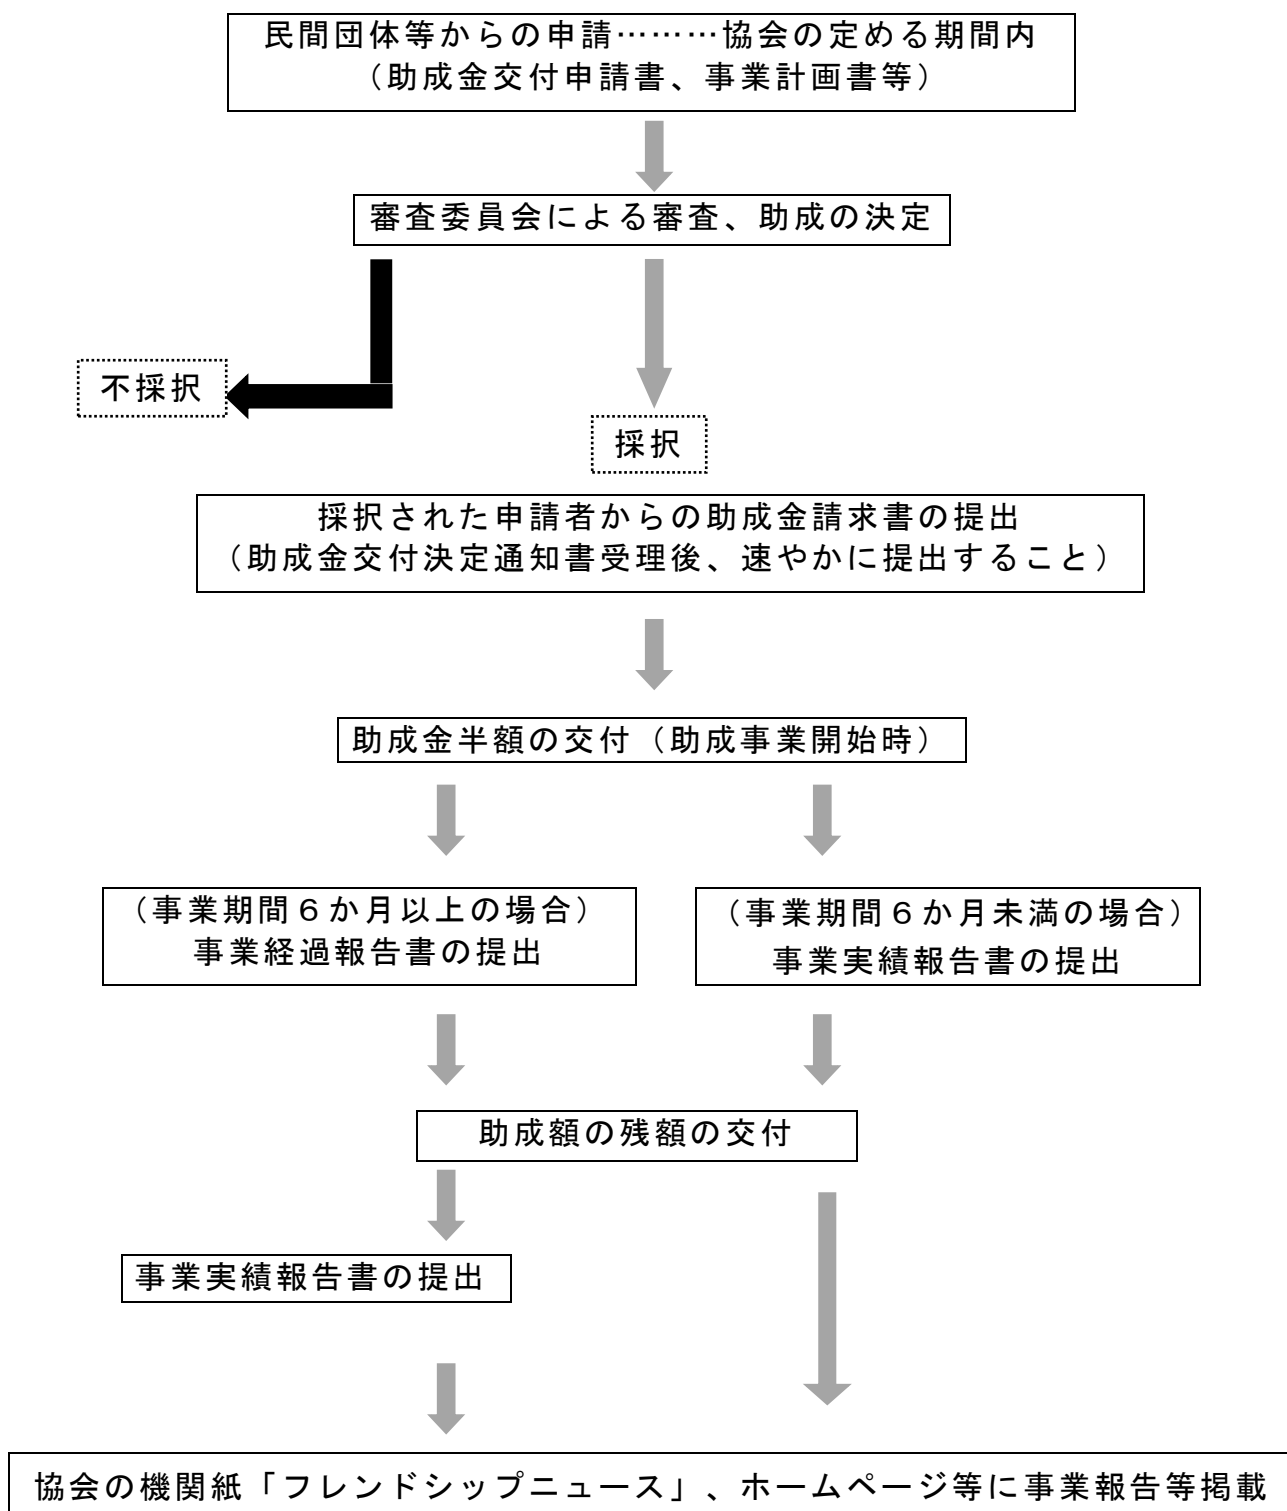 民間団体等からの申請………協会の定める期間内
（助成金交付申請書、事業計画書等）
審査委員会による審査、助成の決定
不採択
採択
採択された申請者からの助成金請求書の提出
（助成金交付決定通知書受理後、速やかに提出すること）
助成金半額の交付（助成事業開始時）
（事業期間６か月以上の場合）
事業経過報告書の提出
（事業期間６か月未満の場合）
事業実績報告書の提出
助成額の残額の交付
事業実績報告書の提出
協会の機関紙「フレンドシップニュース」、ホームページ等に事業報告等掲載